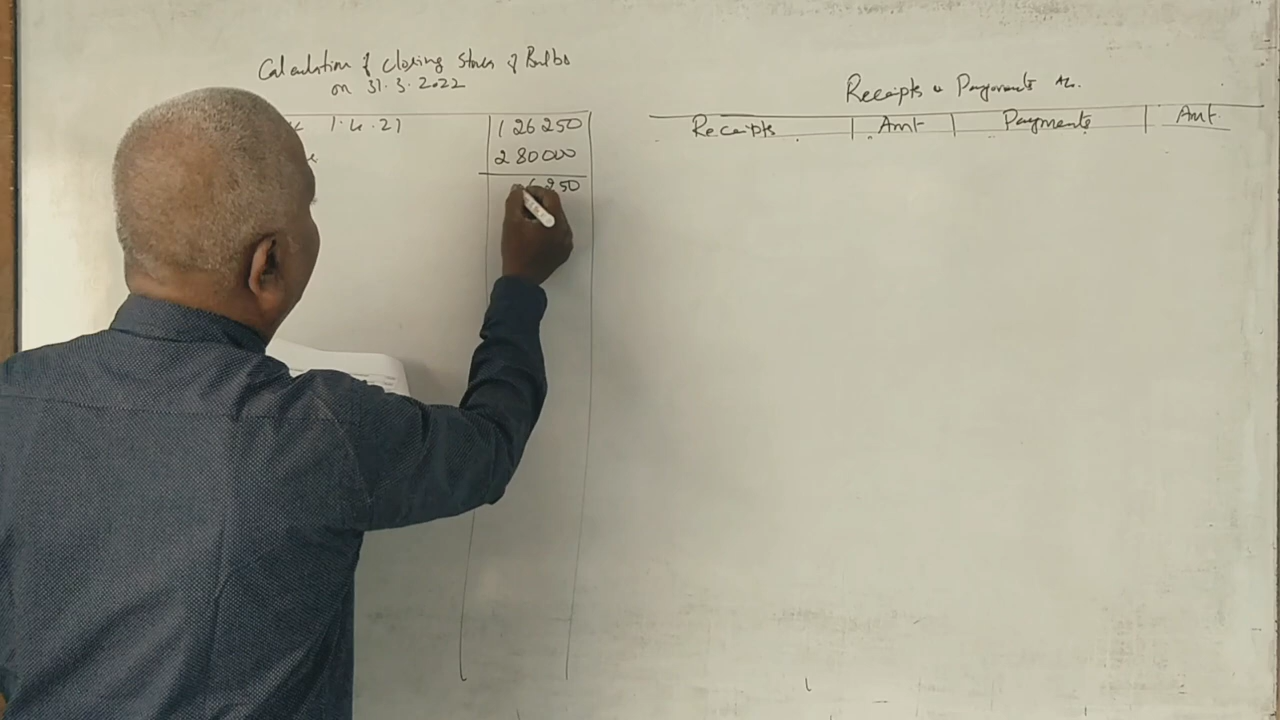 Calculation of closing stock of Bulbs
on 31.3.2022
1.4.21 126250
280000
6250
Receipts & Payments A/c.
Receipts Amt Payments Amt.